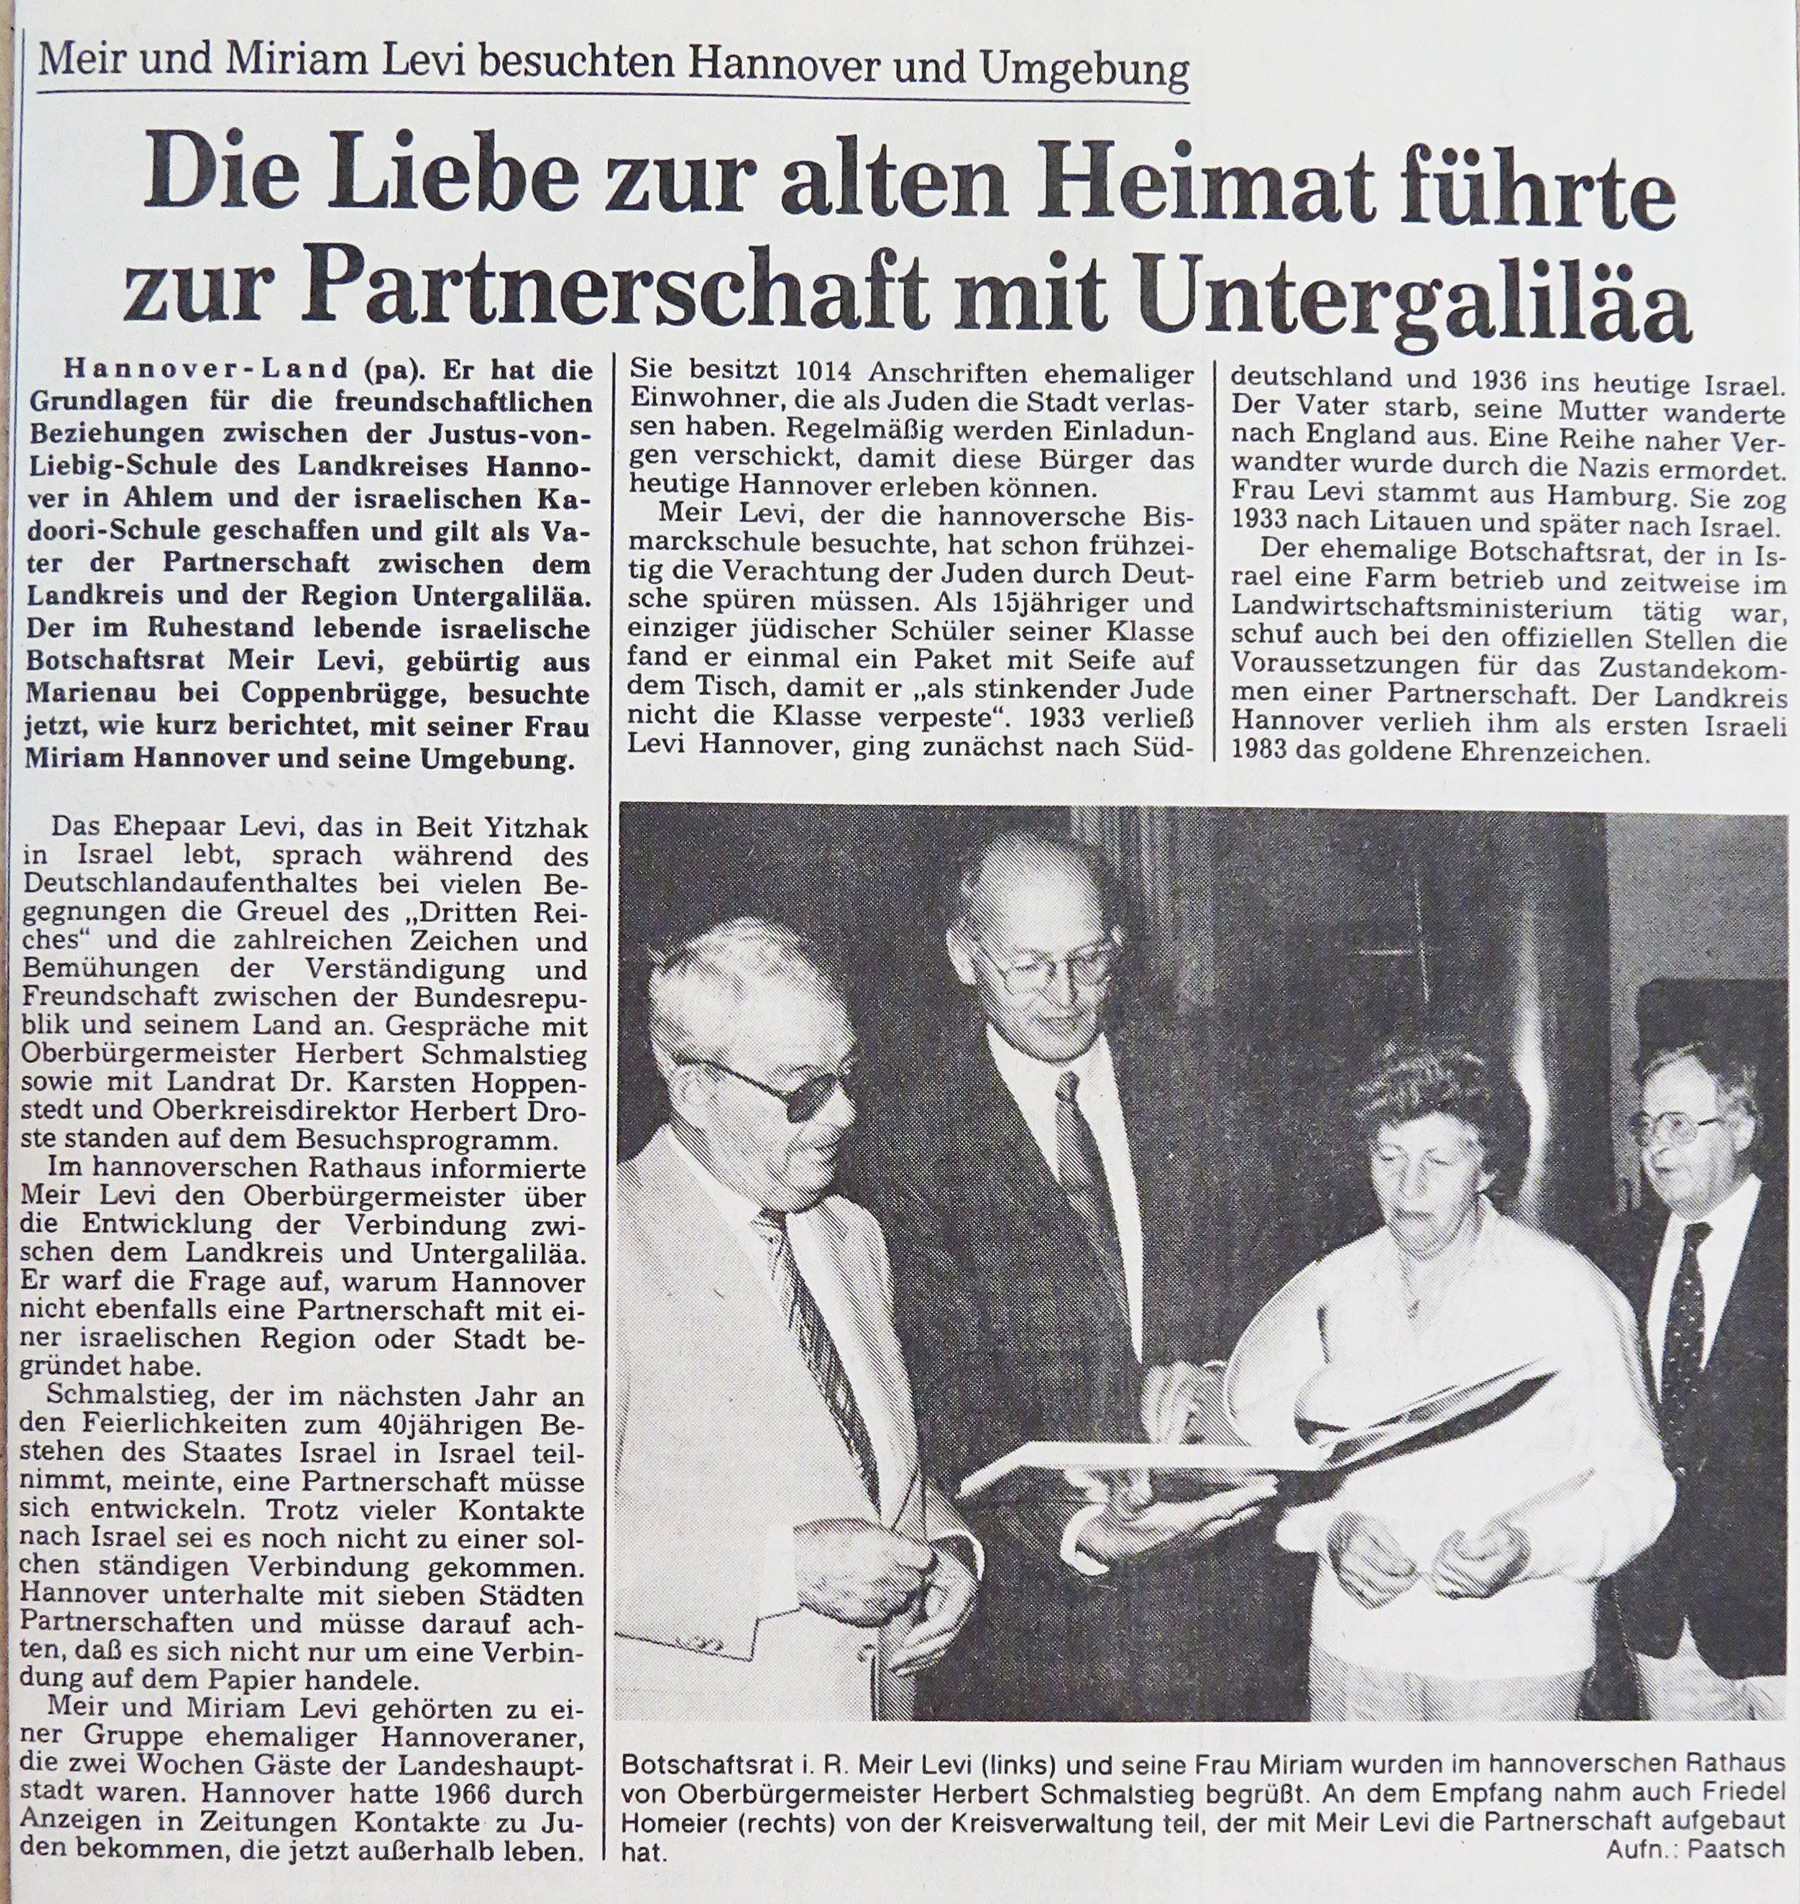 Meir und Miriam Levi besuchten Hannover und Umgebung
Die Liebe zur alten Heimat führte
zur Partnerschaft mit Untergaliläa
Hannover-Land (pa). Er hat die
Grundlagen für die freundschaftlichen
Beziehungen zwischen der Justus-von-
Liebig-Schule des Landkreises Hanno-
ver in Ahlem und der israelischen Ka-
doori-Schule geschaffen und gilt als Va-
ter der Partnerschaft zwischen dem
Landkreis und der Region Untergaliläa.
Der im Ruhestand lebende israelische
Botschaftsrat Meir Levi, gebürtig aus
Marienau bei Coppenbrügge, besuchte
jetzt, wie kurz berichtet, mit seiner Frau
Miriam Hannover und seine Umgebung.
Das Ehepaar Levi, das in Beit Yitzhak
in Israel lebt, sprach während des
Deutschlandaufenthaltes bei vielen Be-
gegnungen die Greuel des „Dritten Rei-
ches“ und die zahlreichen Zeichen und
Bemühungen der Verständigung und
Freundschaft zwischen der Bundesrepu-
blik und seinem Land an. Gespräche mit
Oberbürgermeister Herbert Schmalstieg
sowie mit Landrat Dr. Karsten Hoppen-
stedt und Oberkreisdirektor Herbert Dro-
ste standen auf dem Besuchsprogramm.
Im hannoverschen Rathaus informierte
Meir Levi den Oberbürgermeister über
die Entwicklung der Verbindung zwi-
schen dem Landkreis und Untergaliläa.
Er warf die Frage auf, warum Hannover
nicht ebenfalls eine Partnerschaft mit ei-
ner israelischen Region oder Stadt be-
gründet habe.
Schmalstieg, der im nächsten Jahr an
den Feierlichkeiten zum 40jährigen Be-
stehen des Staates Israel in Israel teil-
nimmt, meinte, eine Partnerschaft müsse
sich entwickeln. Trotz vieler Kontakte
nach Israel sei es noch nicht zu einer sol-
chen ständigen Verbindung gekommen.
Hannover unterhalte mit sieben Städten
Partnerschaften und müsse darauf ach-
ten, daß es sich nicht nur um eine Verbin-
dung auf dem Papier handele.
Meir und Miriam Levi gehörten zu ei-
ner Gruppe ehemaliger Hannoveraner,
die zwei Wochen Gäste der Landeshaupt-
stadt waren. Hannover hatte 1966 durch
Anzeigen in Zeitungen Kontakte zu Ju-
den bekommen, die jetzt außerhalb leben.
Sie besitzt 1014 Anschriften ehemaliger
Einwohner, die als Juden die Stadt verlas-
sen haben. Regelmäßig werden Einladun-
gen verschickt, damit diese Bürger das
heutige Hannover erleben können.
Meir Levi, der die hannoversche Bis-
marckschule besuchte, hat schon frühzei-
tig die Verachtung der Juden durch Deut-
sche spüren müssen. Als 15jähriger und
einziger jüdischer Schüler seiner Klasse
fand er einmal ein Paket mit Seife auf
dem Tisch, damit er „als stinkender Jude
nicht die Klasse verpeste“. 1933 verließ
Levi Hannover, ging zunächst nach Süd-
deutschland und 1936 ins heutige Israel.
Der Vater starb, seine Mutter wanderte
nach England aus. Eine Reihe naher Ver-
wandter wurde durch die Nazis ermordet.
Frau Levi stammt aus Hamburg. Sie zog
1933 nach Litauen und später nach Israel.
Der ehemalige Botschaftsrat, der in Is-
rael eine Farm betrieb und zeitweise im
Landwirtschaftsministerium tätig war,
schuf auch bei den offiziellen Stellen die
Voraussetzungen für das Zustandekom-
men einer Partnerschaft. Der Landkreis
Hannover verlieh ihm als ersten Israeli
1983 das goldene Ehrenzeichen.
Botschaftsrat i. R. Meir Levi (links) und seine Frau Miriam wurden im hannoverschen Rathaus
von Oberbürgermeister Herbert Schmalstieg begrüßt. An dem Empfang nahm auch Friedel
Homeier (rechts) von der Kreisverwaltung teil, der mit Meir Levi die Partnerschaft aufgebaut
hat. Aufn.: Paatsch